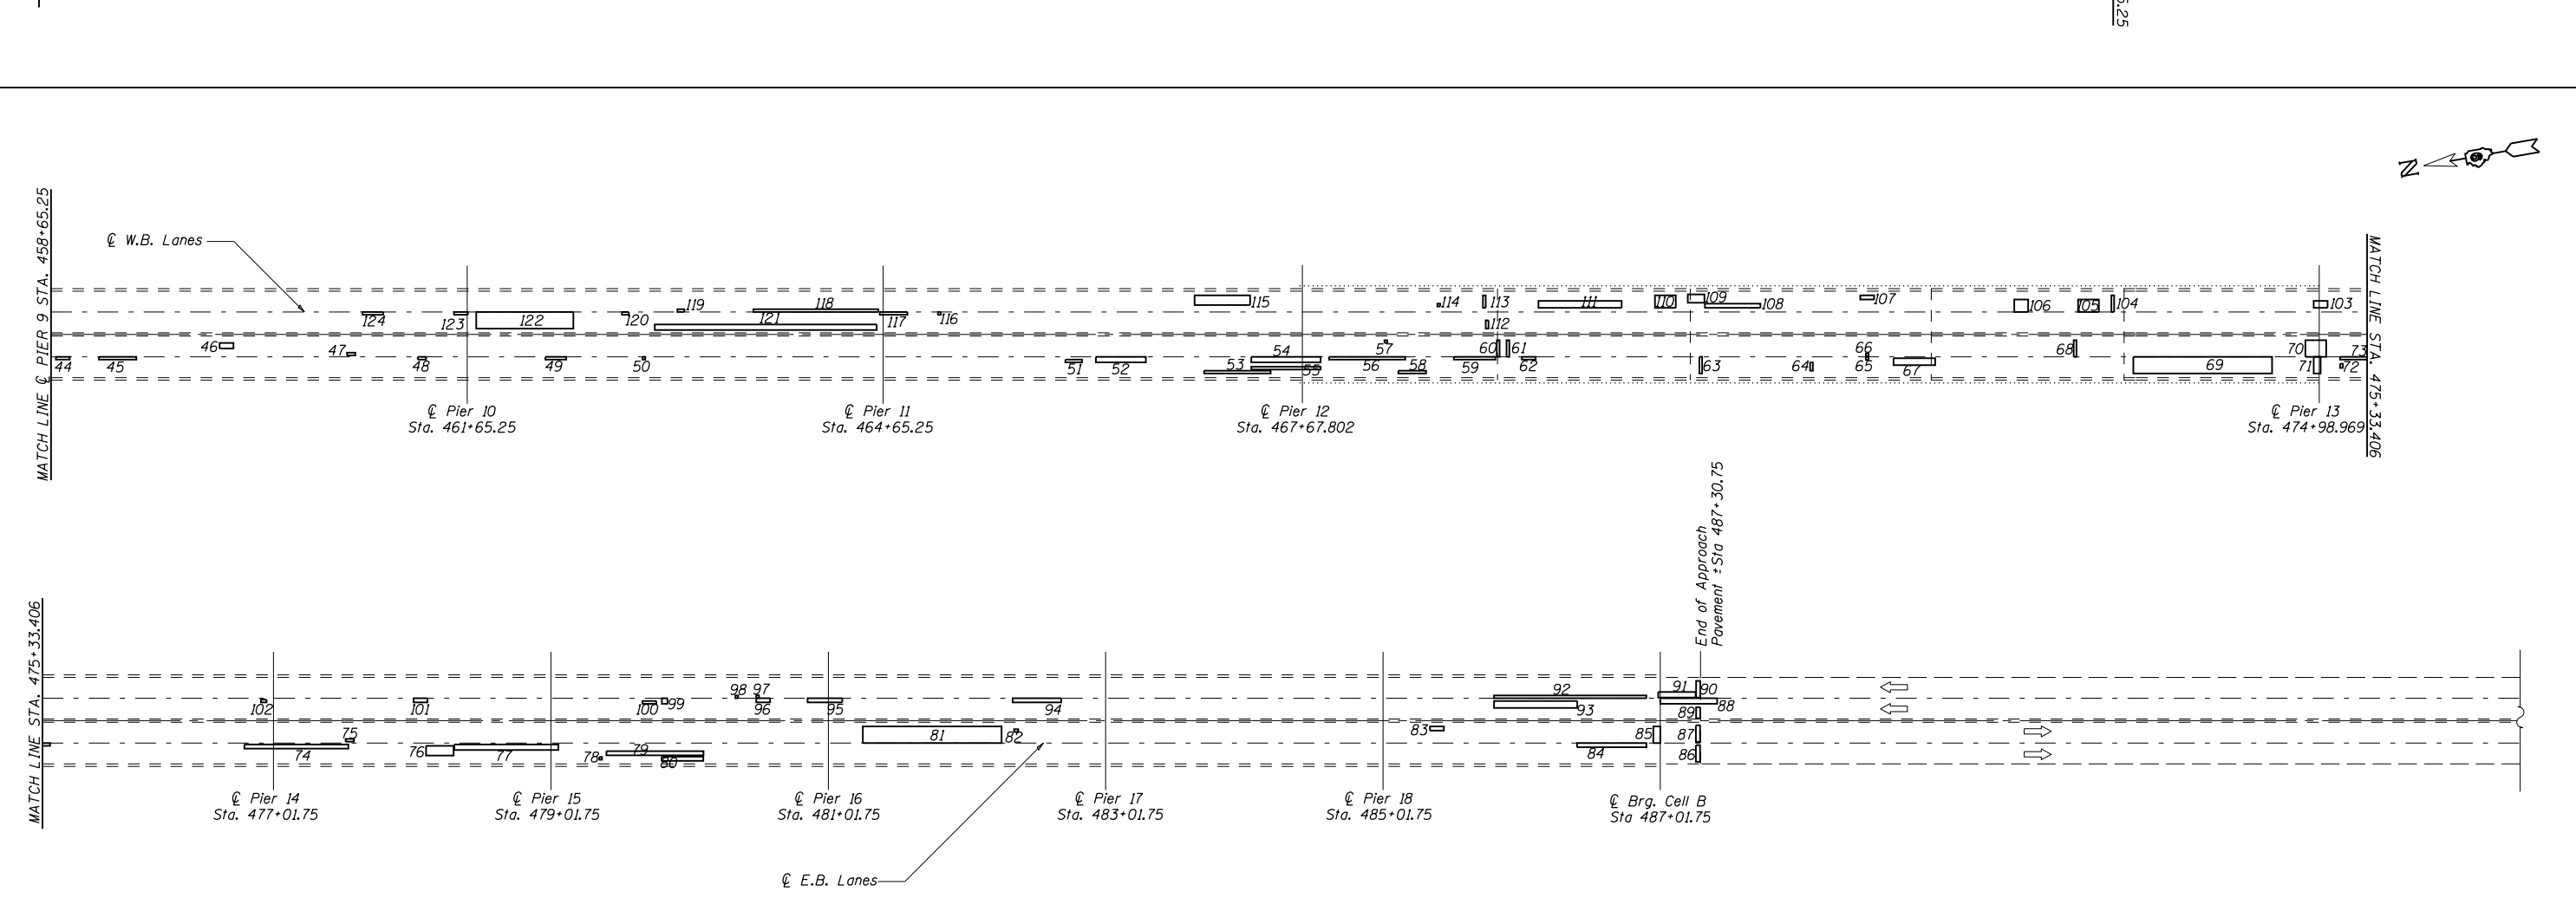 5.25
N
MATCH LINE ℄ PIER 9 STA. 458+65.25
℄ W.B. Lanes
MATCH LINE STA. 475+33.406
119 118 115 114 113 110 109 107
124 123 122 120 121 117 116 112 111 108 106 105 104 103
46 47 54 57 60 61 66 68 70 73
44 45 48 49 50 51 52 53 55 56 58 59 62 63 64 65 67 69 71 72
℄ Pier 10
Sta. 461+65.25
℄ Pier 11
Sta. 464+65.25
℄ Pier 12
Sta. 467+67.802
℄ Pier 13
Sta. 474+98.969
End of Approach
Pavement ±Sta 487+30.75
MATCH LINE STA. 475+33.406
98 97 92 91 90
102 101 100 99 96 95 94 93 89 88
75 81 82 83 85 87
74 76 77 78 79 80 84 86
℄ Pier 14
Sta. 477+01.75
℄ Pier 15
Sta. 479+01.75
℄ Pier 16
Sta. 481+01.75
℄ Pier 17
Sta. 483+01.75
℄ Pier 18
Sta. 485+01.75
℄ Brg. Cell B
Sta 487+01.75
℄ E.B. Lanes